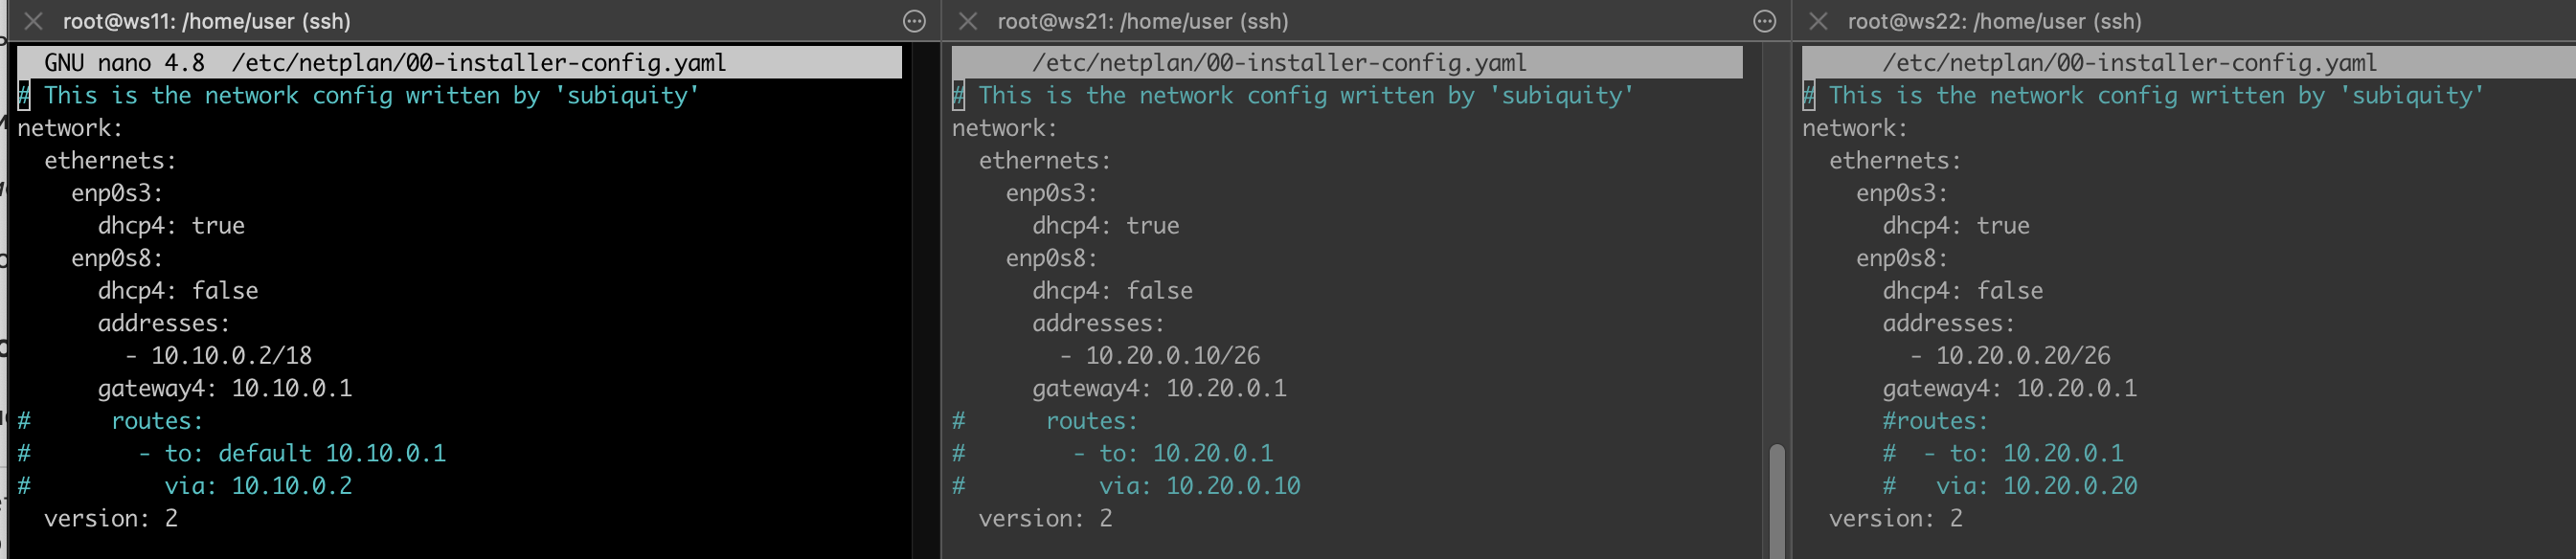 root@ws11: /home/user (ssh)
GNU nano 4.8  /etc/netplan/00-installer-config.yaml
# This is the network config written by 'subiquity'
network:
  ethernets:
    enp0s3:
      dhcp4: true
    enp0s8:
      dhcp4: false
      addresses:
        - 10.10.0.2/18
      gateway4: 10.10.0.1
#      routes:
#        - to: default 10.10.0.1
#          via: 10.10.0.2
  version: 2
root@ws21: /home/user (ssh)
/etc/netplan/00-installer-config.yaml
# This is the network config written by 'subiquity'
network:
  ethernets:
    enp0s3:
      dhcp4: true
    enp0s8:
      dhcp4: false
      addresses:
        - 10.20.0.10/26
      gateway4: 10.20.0.1
#      routes:
#        - to: 10.20.0.1
#          via: 10.20.0.10
  version: 2
root@ws22: /home/user (ssh)
/etc/netplan/00-installer-config.yaml
# This is the network config written by 'subiquity'
network:
  ethernets:
    enp0s3:
      dhcp4: true
    enp0s8:
      dhcp4: false
      addresses:
        - 10.20.0.20/26
      gateway4: 10.20.0.1
      #routes:
      #  - to: 10.20.0.1
      #   via: 10.20.0.20
  version: 2